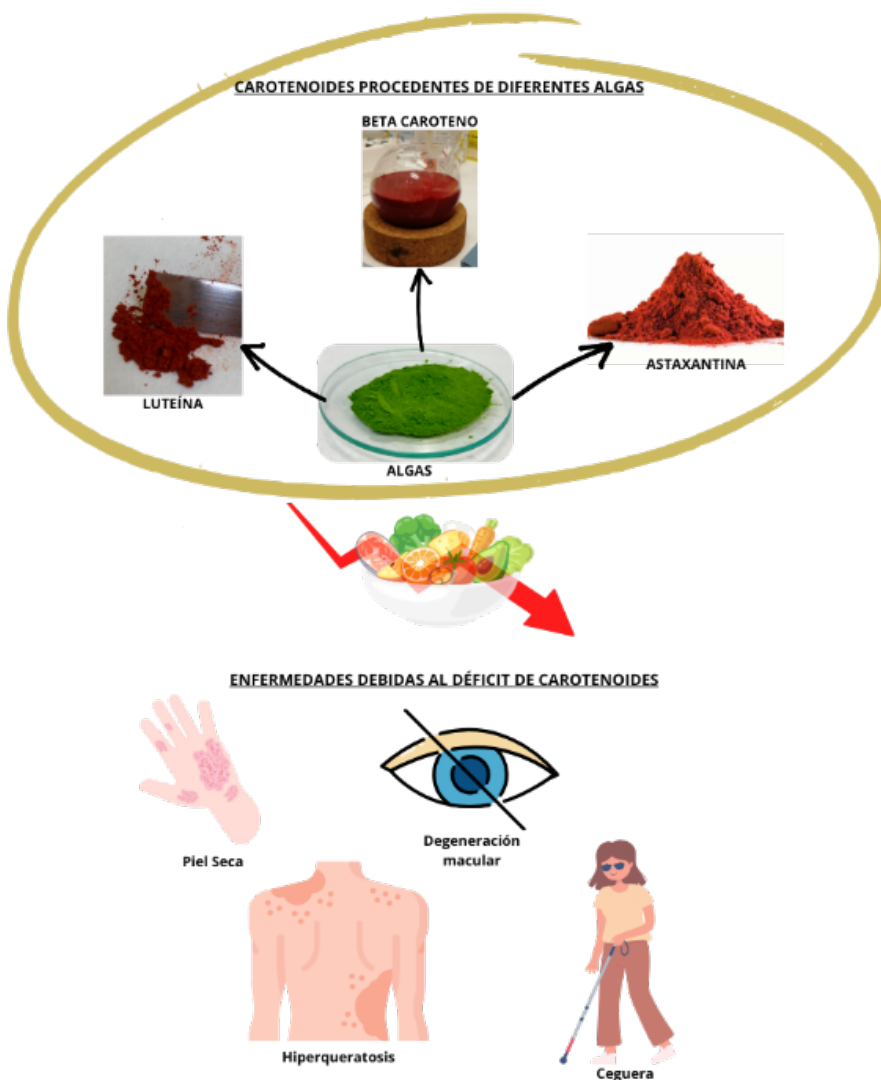 CAROTENOIDES PROCEDENTES DE DIFERENTES ALGAS
BETA CAROTENO
LUTEÍNA
ASTAXANTINA
ALGAS
ENFERMEDADES DEBIDAS AL DÉFICIT DE CAROTENOIDES
Piel Seca
Degeneración
macular
Hiperqueratosis
Ceguera